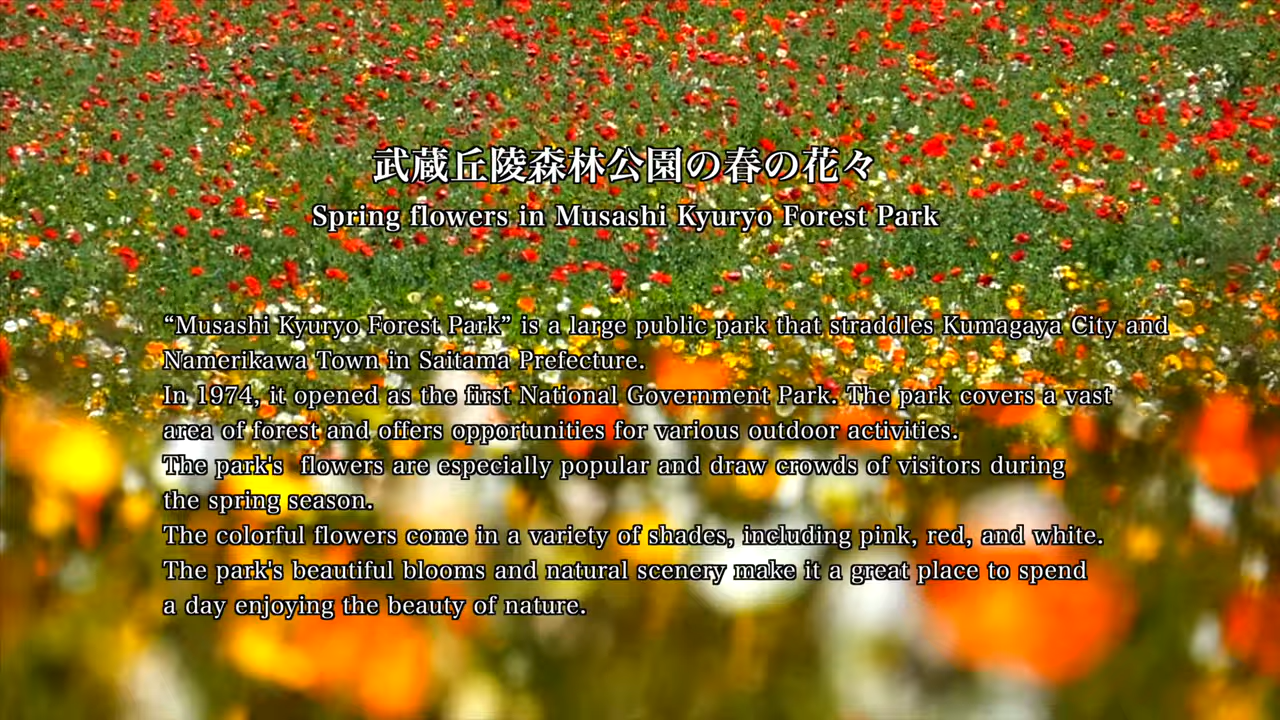 武蔵丘陵森林公園の春の花々
Spring flowers in Musashi Kyuryo Forest Park
“Musashi Kyuryo Forest Park” is a large public park that straddles Kumagaya City and
Namerikawa Town in Saitama Prefecture.
In 1974, it opened as the first National Government Park. The park covers a vast
area of forest and offers opportunities for various outdoor activities.
The park's  flowers are especially popular and draw crowds of visitors during
the spring season.
The colorful flowers come in a variety of shades, including pink, red, and white.
The park's beautiful blooms and natural scenery make it a great place to spend
a day enjoying the beauty of nature.